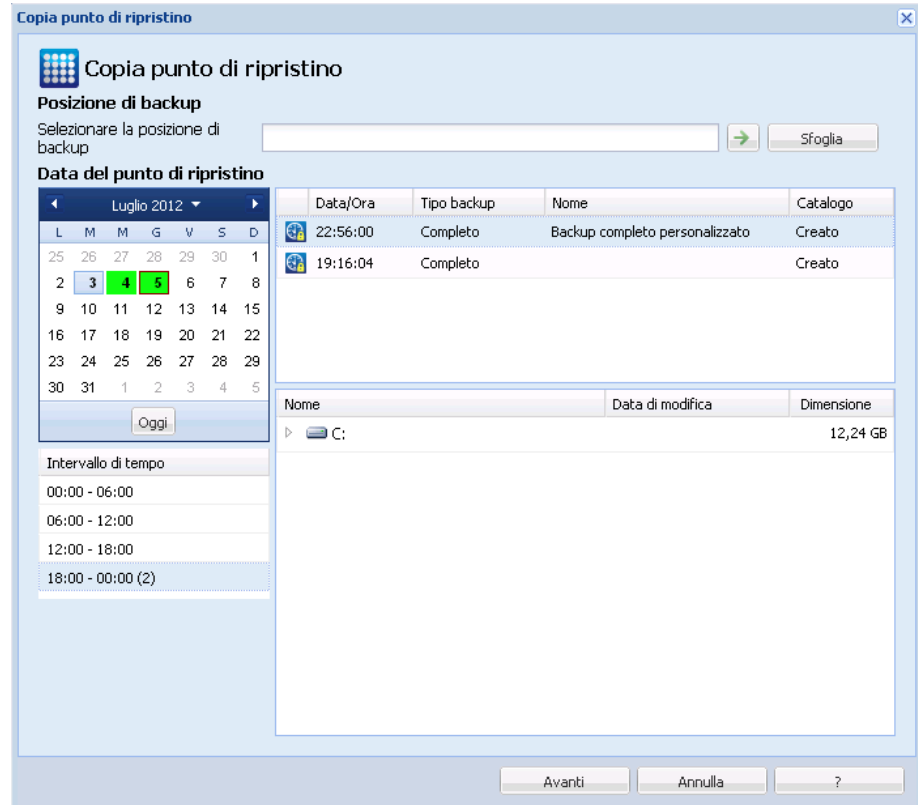 Copia punto di ripristino
Copia punto di ripristino
Posizione di backup
Selezionare la posizione di
backup
Sfoglia
Data del punto di ripristino
Luglio 2012
L M M G V S D
25 26 27 28 29 30 1
2 3 4 5 6 7 8
9 10 11 12 13 14 15
16 17 18 19 20 21 22
23 24 25 26 27 28 29
30 31 1 2 3 4 5
Oggi
Intervallo di tempo
00:00 - 06:00
06:00 - 12:00
12:00 - 18:00
18:00 - 00:00 (2)
Data/Ora Tipo backup Nome Catalogo
22:56:00 Completo Backup completo personalizzato Creato
19:16:04 Completo Creato
Nome Data di modifica Dimensione
C: 12,24 GB
Avanti Annulla ?